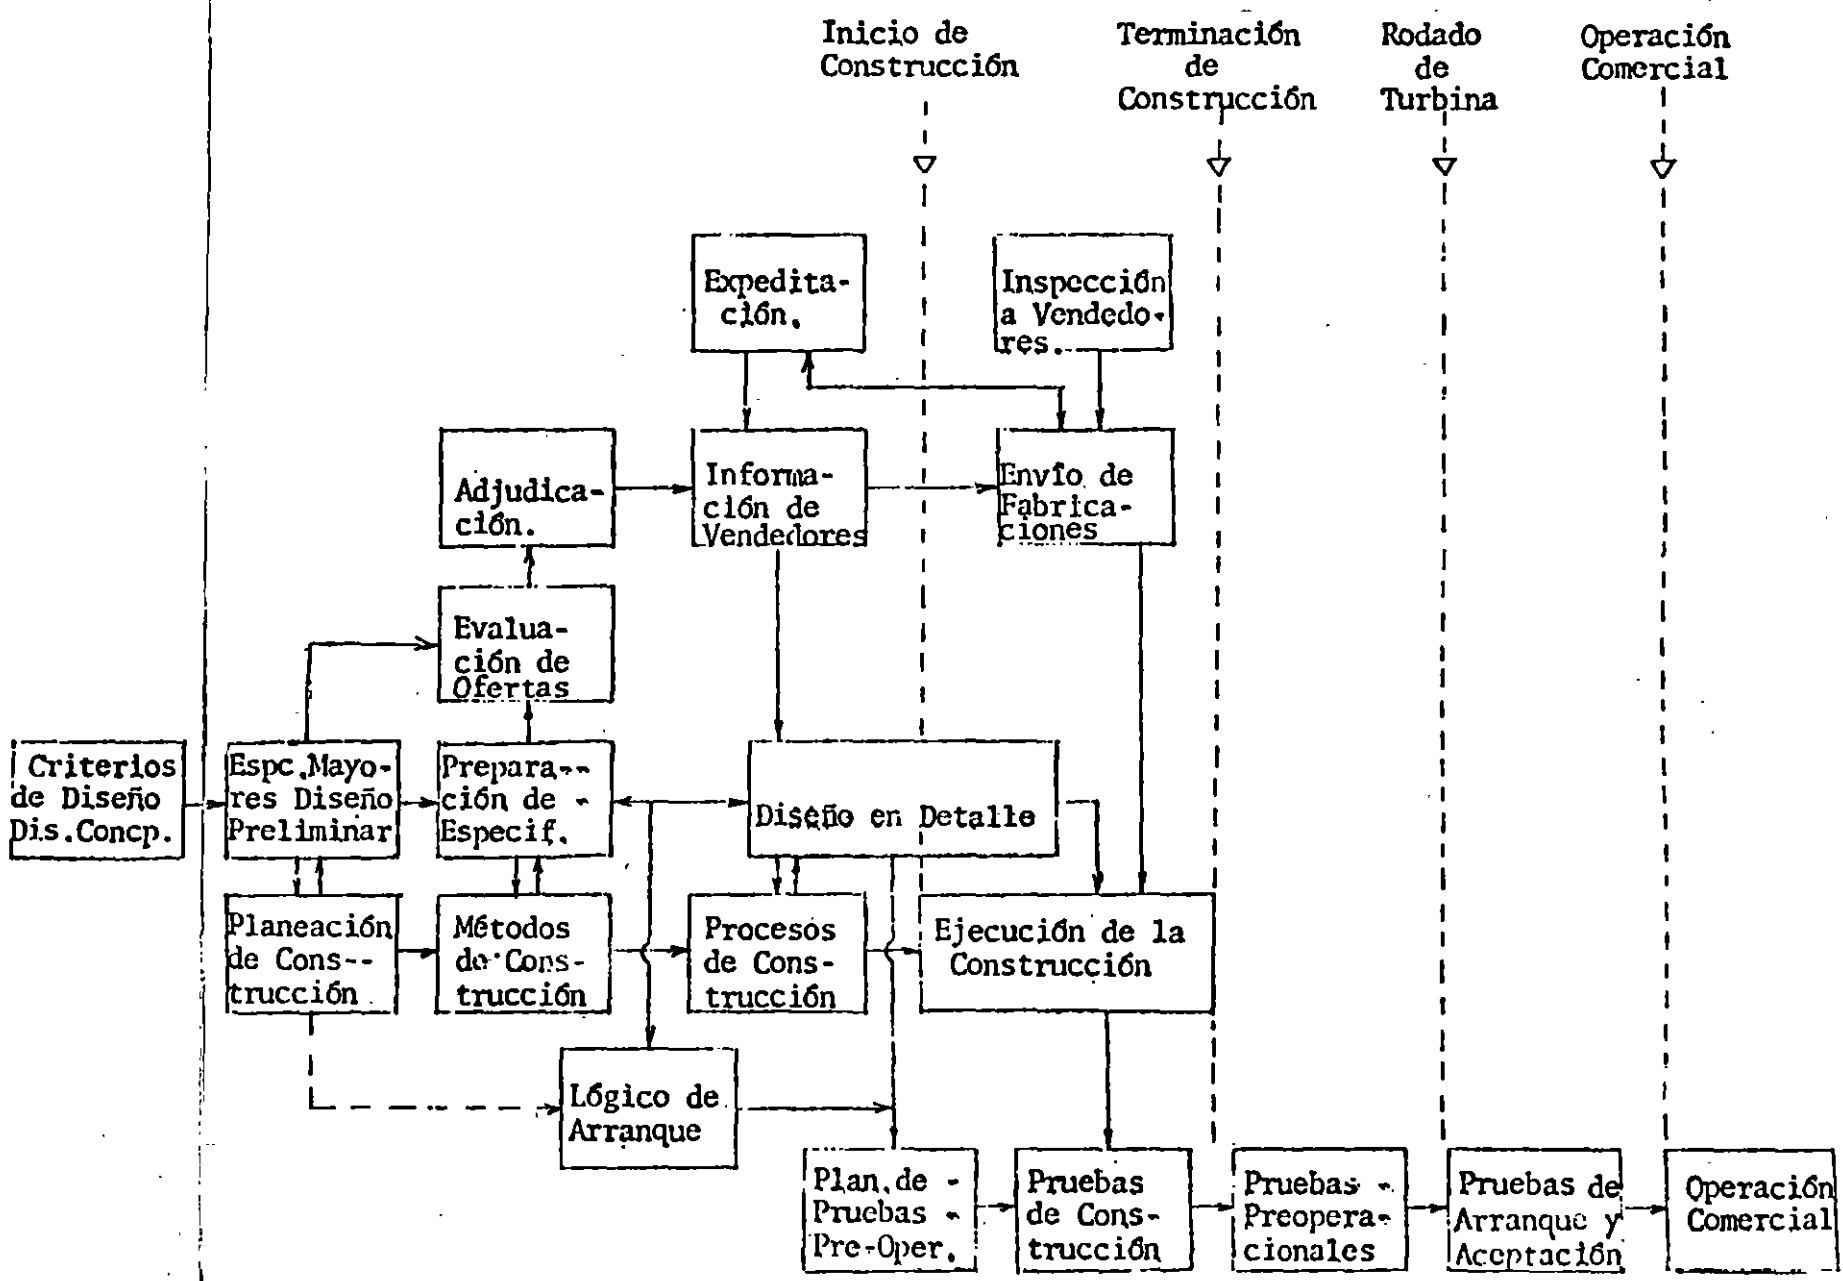 Inicio de
Construcción
Terminación
de
Construcción
Rodado
de
Turbina
Operación
Comercial
Expedita-
ción.
Inspección
a Vendedo-
res.
Adjudica-
ción.
Informa-
ción de
Vendedores
Envío de
Fabrica-
ciones
Evalua-
ción de
Ofertas
Criterios
de Diseño
Dis.Concp.
Espc.Mayo-
res Diseño
Preliminar
Prepara--
ción de -
Especif.
Diseño en Detalle
Planeación
de Cons--
trucción
Métodos
de Cons-
trucción
Procesos
de Cons-
trucción
Ejecución de la
Construcción
Lógico de
Arranque
Plan.de -
Pruebas -
Pre-Oper.
Pruebas
de Cons-
trucción
Pruebas -
Preopera-
cionales
Pruebas de
Arranque y
Aceptación
Operación
Comercial